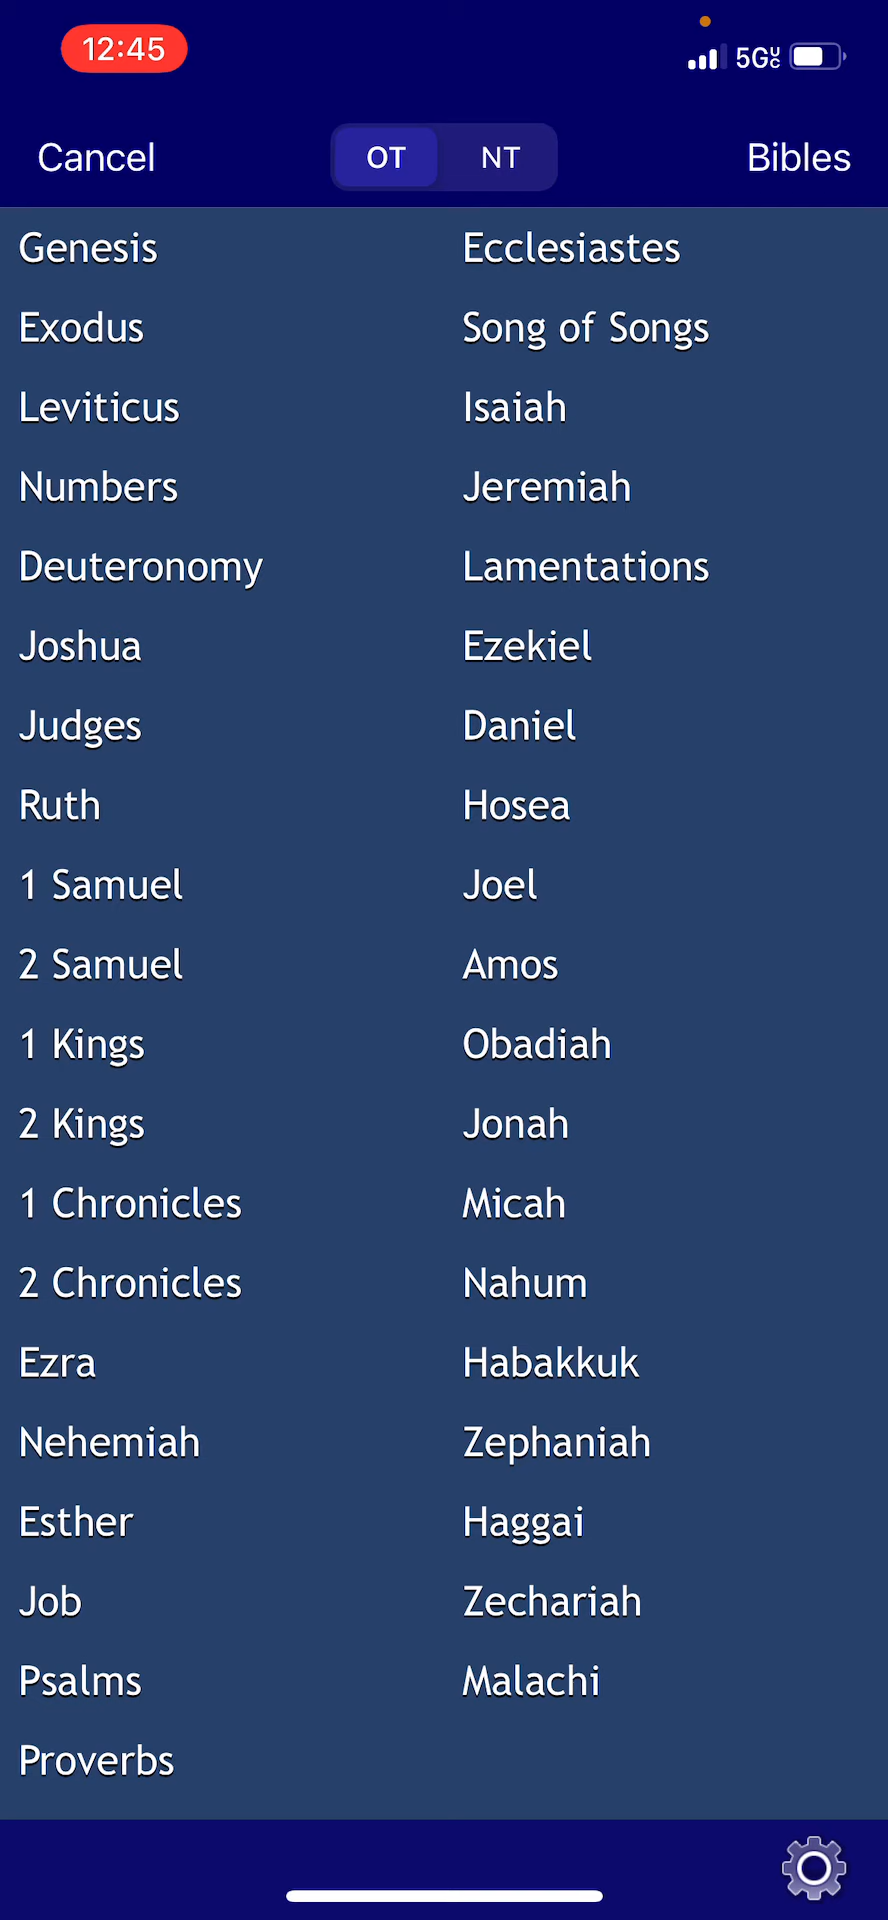 12:45
5GUC
Cancel
OT
NT
Bibles
Genesis
Exodus
Leviticus
Numbers
Deuteronomy
Joshua
Judges
Ruth
1 Samuel
2 Samuel
1 Kings
2 Kings
1 Chronicles
2 Chronicles
Ezra
Nehemiah
Esther
Job
Psalms
Proverbs
Ecclesiastes
Song of Songs
Isaiah
Jeremiah
Lamentations
Ezekiel
Daniel
Hosea
Joel
Amos
Obadiah
Jonah
Micah
Nahum
Habakkuk
Zephaniah
Haggai
Zechariah
Malachi